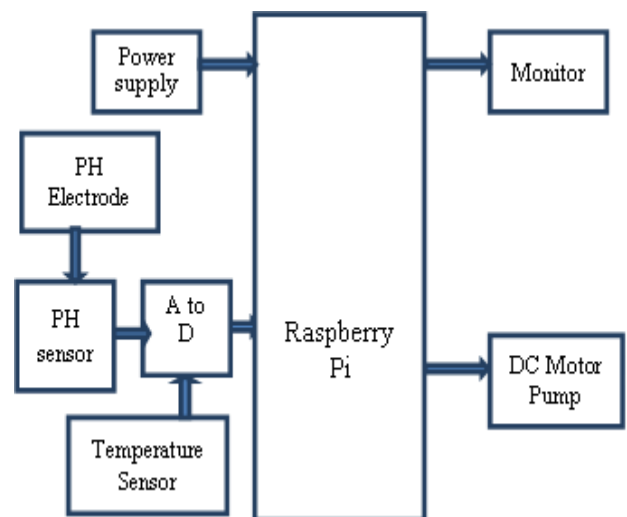 Power
supply
Monitor
PH
Electrode
PH
sensor
A to
D
Raspberry
Pi
DC Motor
Pump
Temperature
Sensor